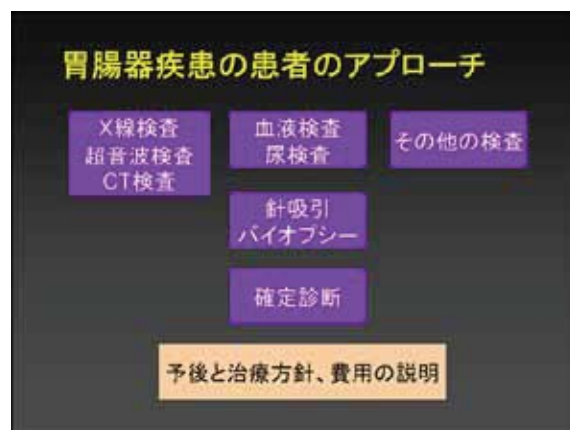 胃腸器疾患の患者のアプローチ
X線検査
超音波検査
CT検査
血液検査
尿検査
その他の検査
針吸引
バイオプシー
確定診断
予後と治療方針、費用の説明